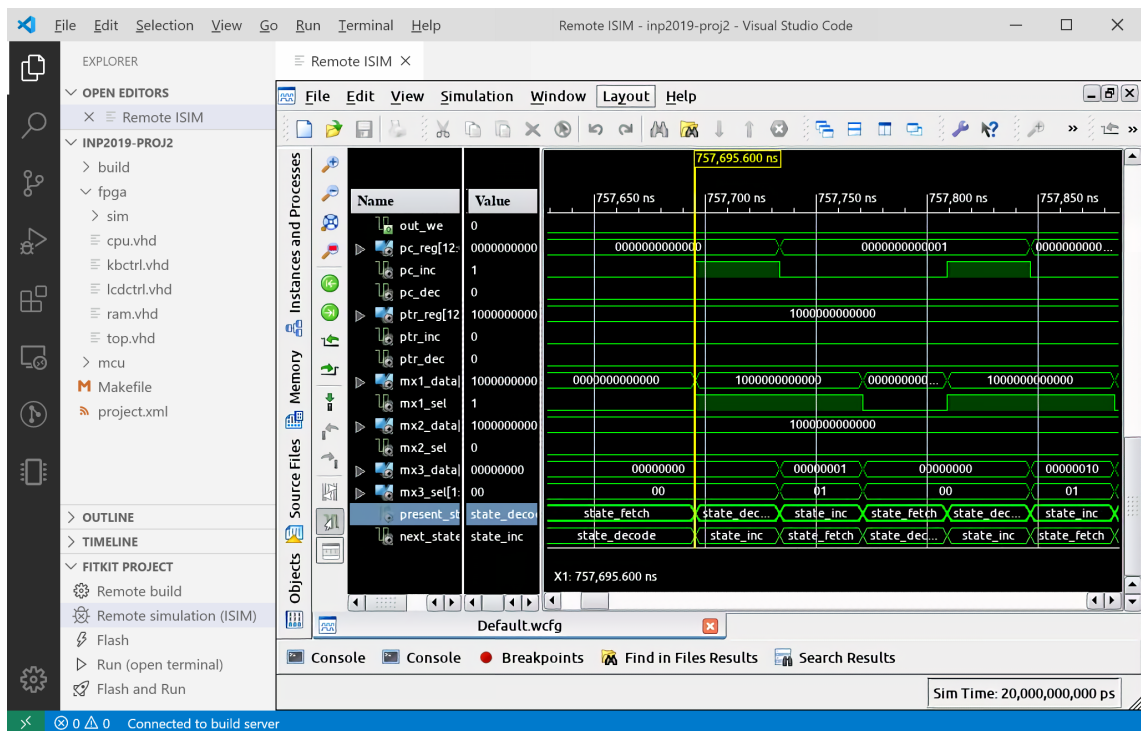 File Edit Selection View Go Run Terminal Help Remote ISIM - inp2019-proj2 - Visual Studio Code
EXPLORER
OPEN EDITORS
Remote ISIM
INP2019-PROJ2
build
fpga
sim
cpu.vhd
kbctrl.vhd
lcdctrl.vhd
ram.vhd
top.vhd
mcu
Makefile
project.xml
OUTLINE
TIMELINE
FITKIT PROJECT
Remote build
Remote simulation (ISIM)
Flash
Run (open terminal)
Flash and Run
0 0 Connected to build server
Remote ISIM
File Edit View Simulation Window Layout Help
Instances and Processes
Memory
Source Files
Objects
757,695.600 ns
Name Value 757,650 ns 757,700 ns 757,750 ns 757,800 ns 757,850 ns
out_we 0
pc_reg[12: 0000000000 0000000000000 0000000000001 0000000000...
pc_inc 1
pc_dec 0
ptr_reg[12 1000000000 1000000000000
ptr_inc 0
ptr_dec 0
mx1_data[ 1000000000 0000000000000 1000000000000 000000000... 1000000000000
mx1_sel 1
mx2_data[ 1000000000 1000000000000
mx2_sel 0
mx3_data[ 00000000 00000000 00000001 00000000 00000010
mx3_sel[1: 00 00 01 00 01
present_st state_deco state_fetch state_dec... state_inc state_fetch state_dec... state_inc
next_state state_inc state_decode state_inc state_fetch state_dec... state_inc state_fetch
X1: 757,695.600 ns
Default.wcfg
Console Console Breakpoints Find in Files Results Search Results
Sim Time: 20,000,000,000 ps